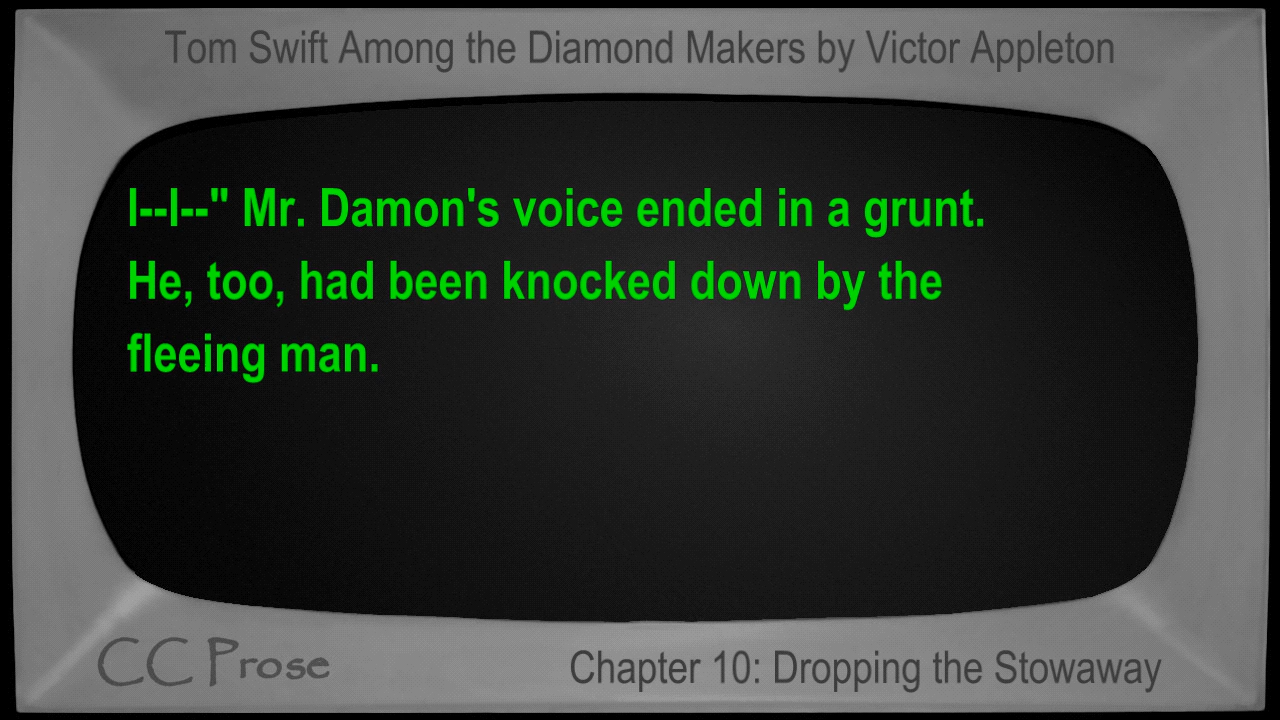 Tom Swift Among the Diamond Makers by Victor Appleton
I--I--" Mr. Damon's voice ended in a grunt.
He, too, had been knocked down by the
fleeing man.
CC Prose
Chapter 10: Dropping the Stowaway